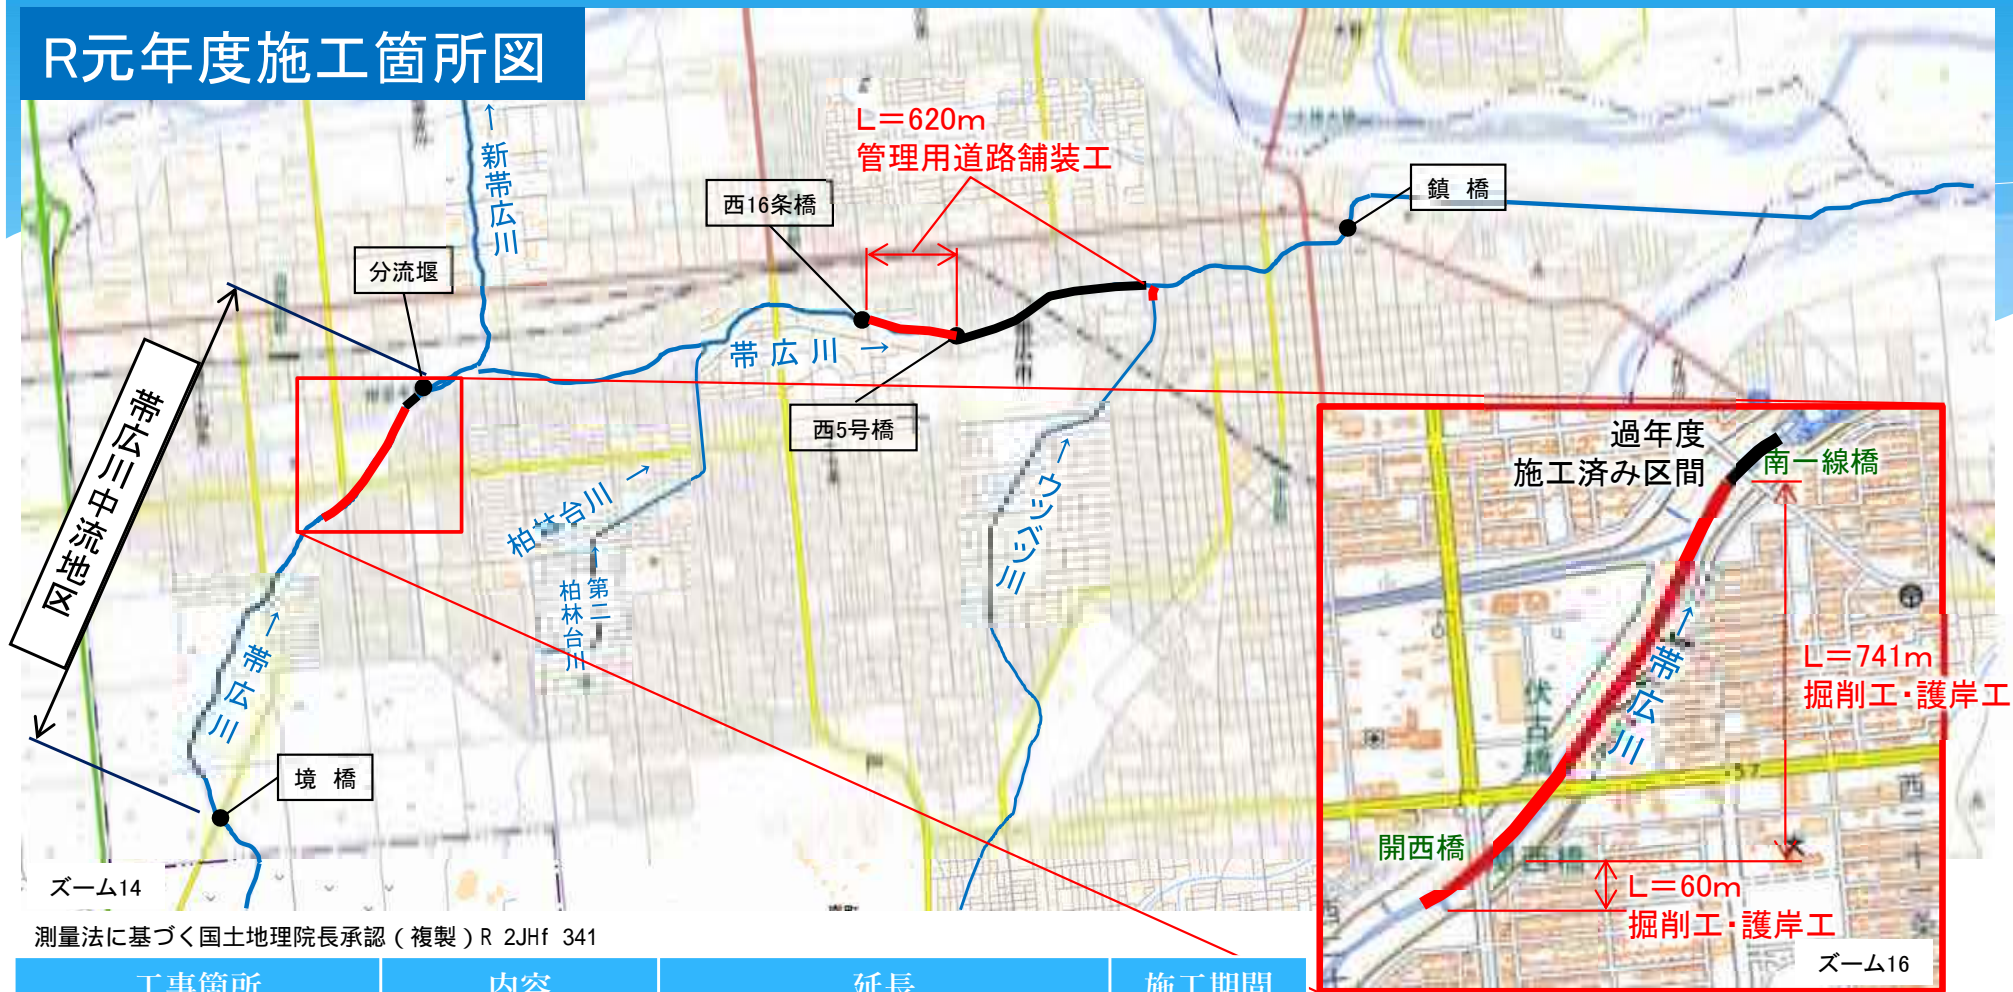 R元年度施工箇所図
↑新帯広川
L=620m
管理用道路舗装工
西16条橋
鎮 橋
分流堰
帯広川 →
西5号橋
帯広川中流地区
柏林台川 →
→ウツベツ川
↑第二
柏林台川
→帯広川
境 橋
過年度
施工済み区間
南一線橋
L=741m
掘削工・護岸工
伏古橋
→帯広川
57
開西橋
開西橋
L=60m
掘削工・護岸工
ズーム14
ズーム16
測量法に基づく国土地理院長承認(複製)R 2JHf 341
工事箇所 内容 延長 施工期間